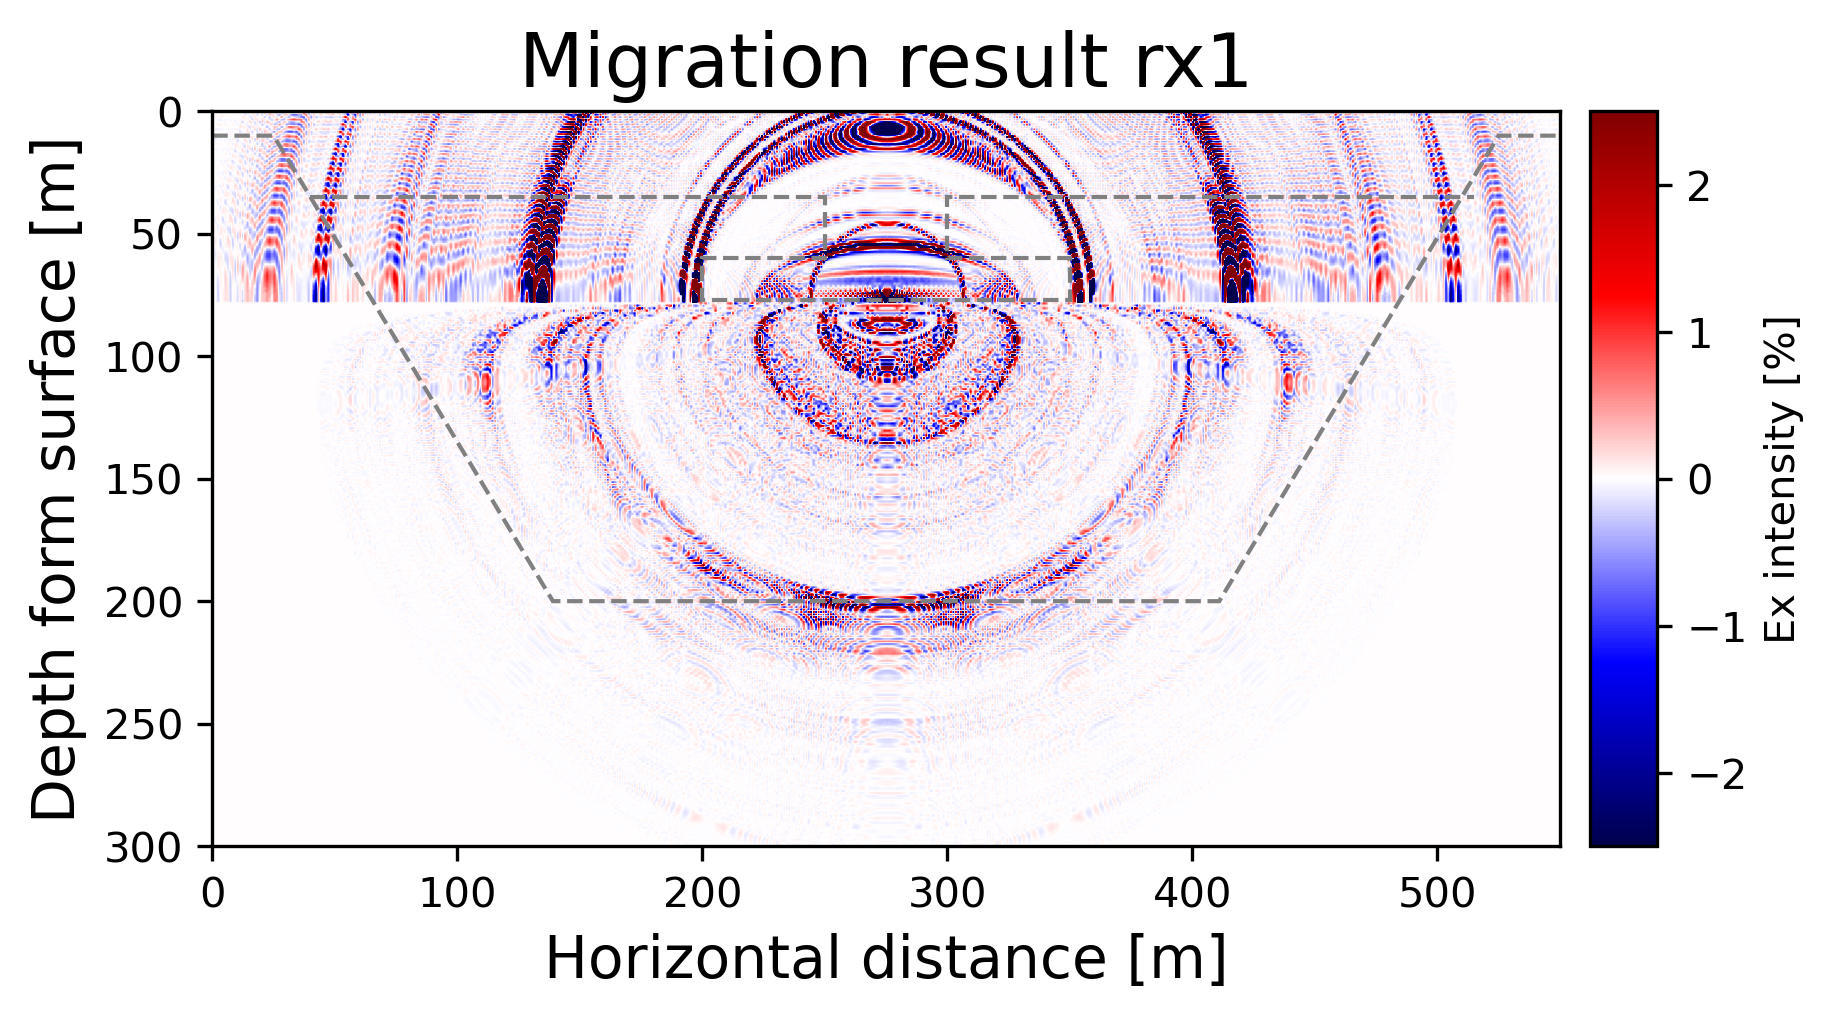 Migration result rx1
Depth form surface [m]
0
50
100
150
200
250
300
0 100 200 300 400 500
Horizontal distance [m]
2
1
0
−1
−2
Ex intensity [%]